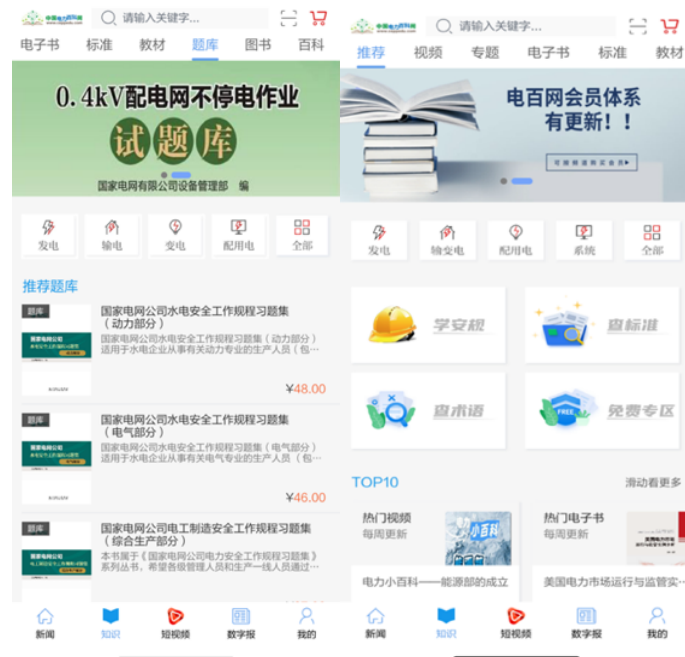 请输入关键字...
电子书 标准 教材 题库 图书 百科
0.4kV配电网不停电作业
试题库
国家电网有限公司设备管理部 编
发电 输电 变电 配用电 全部
推荐题库
题库
国家电网公司水电安全工作规程习题集
（动力部分）
国家电网公司水电安全工作规程习题集（动力部分）
适用于水电企业从事有关动力专业的生产人员（包…
¥48.00
题库
国家电网公司水电安全工作规程习题集
（电气部分）
国家电网公司水电安全工作规程习题集（电气部分）
适用于水电企业从事有关电气专业的生产人员（包…
¥46.00
题库
国家电网公司电工制造安全工作规程习题集
（综合生产部分）
本书属于《国家电网公司电力安全工作规程习题集》
系列丛书，希望各级管理人员和生产一线人员通过…
新闻 知识 短视频 数字报 我的
请输入关键字...
推荐 视频 专题 电子书 标准 教材
电百网会员体系
有更新！！
可按频道购买会员
发电 输变电 配用电 系统 全部
学安规
查标准
查术语
FREE
免费专区
TOP10
滑动看更多
热门视频
每周更新
小百科
电力小百科——能源部的成立
热门电子书
每周更新
美国电力市场运行与监管实…
新闻 知识 短视频 数字报 我的